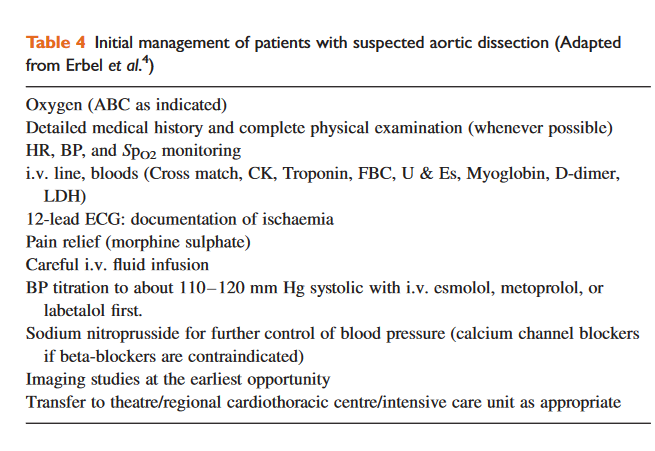 Table 4 Initial management of patients with suspected aortic dissection (Adapted
from Erbel et al.4)
Oxygen (ABC as indicated)
Detailed medical history and complete physical examination (whenever possible)
HR, BP, and SpO2 monitoring
i.v. line, bloods (Cross match, CK, Troponin, FBC, U & Es, Myoglobin, D-dimer,
LDH)
12-lead ECG: documentation of ischaemia
Pain relief (morphine sulphate)
Careful i.v. fluid infusion
BP titration to about 110–120 mm Hg systolic with i.v. esmolol, metoprolol, or
labetalol first.
Sodium nitroprusside for further control of blood pressure (calcium channel blockers
if beta-blockers are contraindicated)
Imaging studies at the earliest opportunity
Transfer to theatre/regional cardiothoracic centre/intensive care unit as appropriate